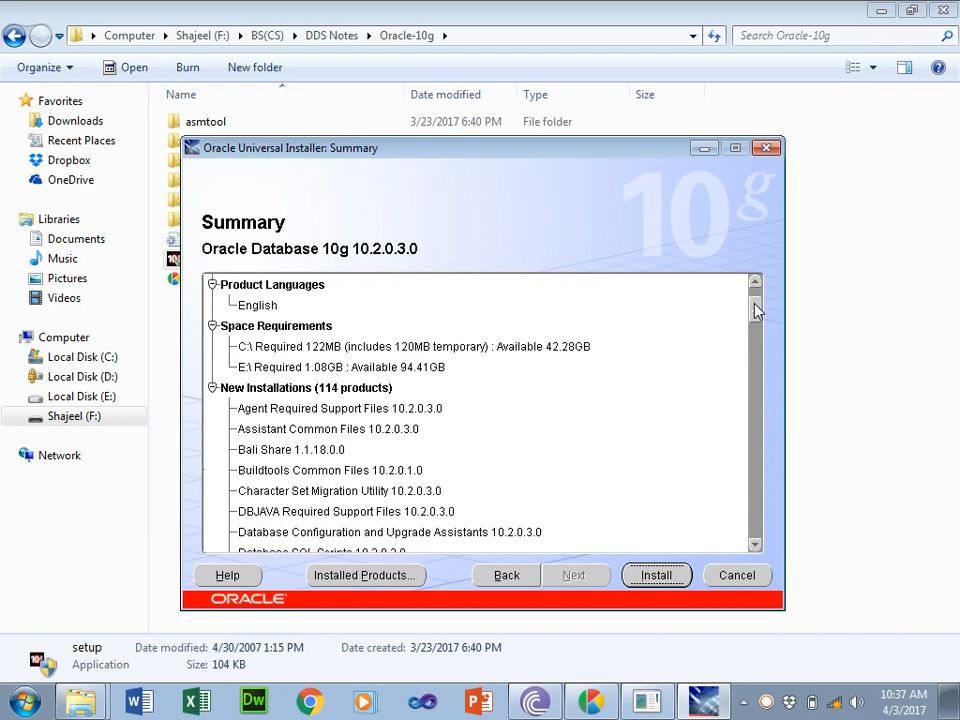 Computer
Shajeel (F:)
BS(CS)
DDS Notes
Oracle-10g
Search Oracle-10g
Organize
Open
Burn
New folder
Name
Date modified
Type
Size
Favorites
Downloads
Recent Places
Dropbox
OneDrive
Libraries
Documents
Music
Pictures
Videos
Computer
Local Disk (C:)
Local Disk (D:)
Local Disk (E:)
Shajeel (F:)
Network
asmtool
3/23/2017 6:40 PM
File folder
Oracle Universal Installer: Summary
10g
Summary
Oracle Database 10g 10.2.0.3.0
Product Languages
English
Space Requirements
C:\ Required 122MB (includes 120MB temporary) : Available 42.28GB
E:\ Required 1.08GB : Available 94.41GB
New Installations (114 products)
Agent Required Support Files 10.2.0.3.0
Assistant Common Files 10.2.0.3.0
Bali Share 1.1.18.0.0
Buildtools Common Files 10.2.0.1.0
Character Set Migration Utility 10.2.0.3.0
DBJAVA Required Support Files 10.2.0.3.0
Database Configuration and Upgrade Assistants 10.2.0.3.0
Database SQL Scripts 10.2.0.3.0
Help
Installed Products...
Back
Next
Install
Cancel
ORACLE
setup
Date modified: 4/30/2007 1:15 PM
Date created: 3/23/2017 6:40 PM
Application
Size: 104 KB
10:37 AM
4/3/2017